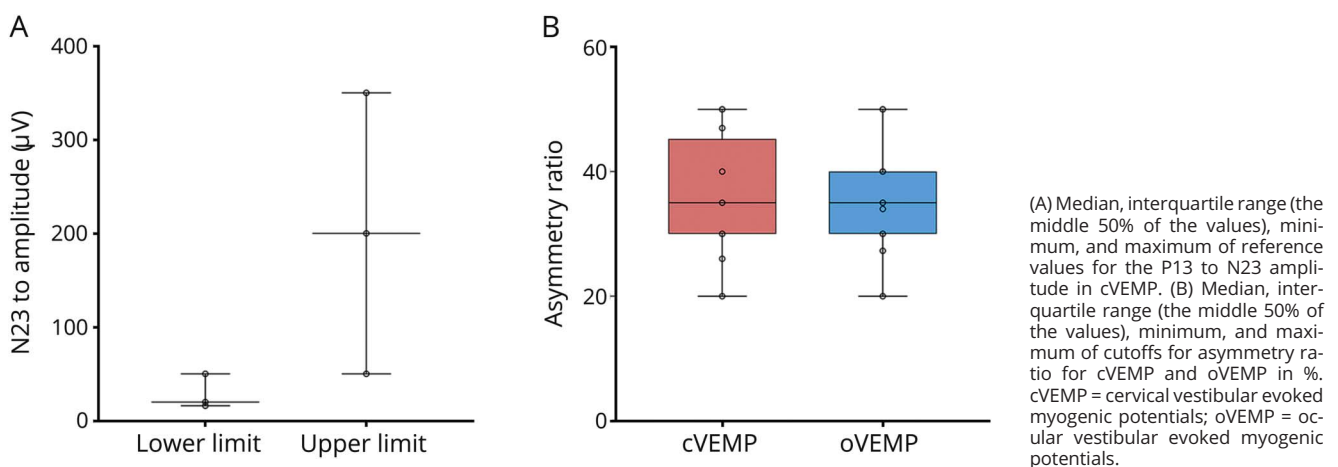 A
N23 to amplitude (µV)
400
300
200
100
0
Lower limit
Upper limit
B
Asymmetry ratio
60
40
20
0
cVEMP
oVEMP
(A) Median, interquartile range (the
middle 50% of the values), mini-
mum, and maximum of reference
values for the P13 to N23 ampli-
tude in cVEMP. (B) Median, inter-
quartile range (the middle 50% of
the values), minimum, and maxi-
mum of cutoffs for asymmetry ra-
tio for cVEMP and oVEMP in %.
cVEMP = cervical vestibular evoked
myogenic potentials; oVEMP = oc-
ular vestibular evoked myogenic
potentials.